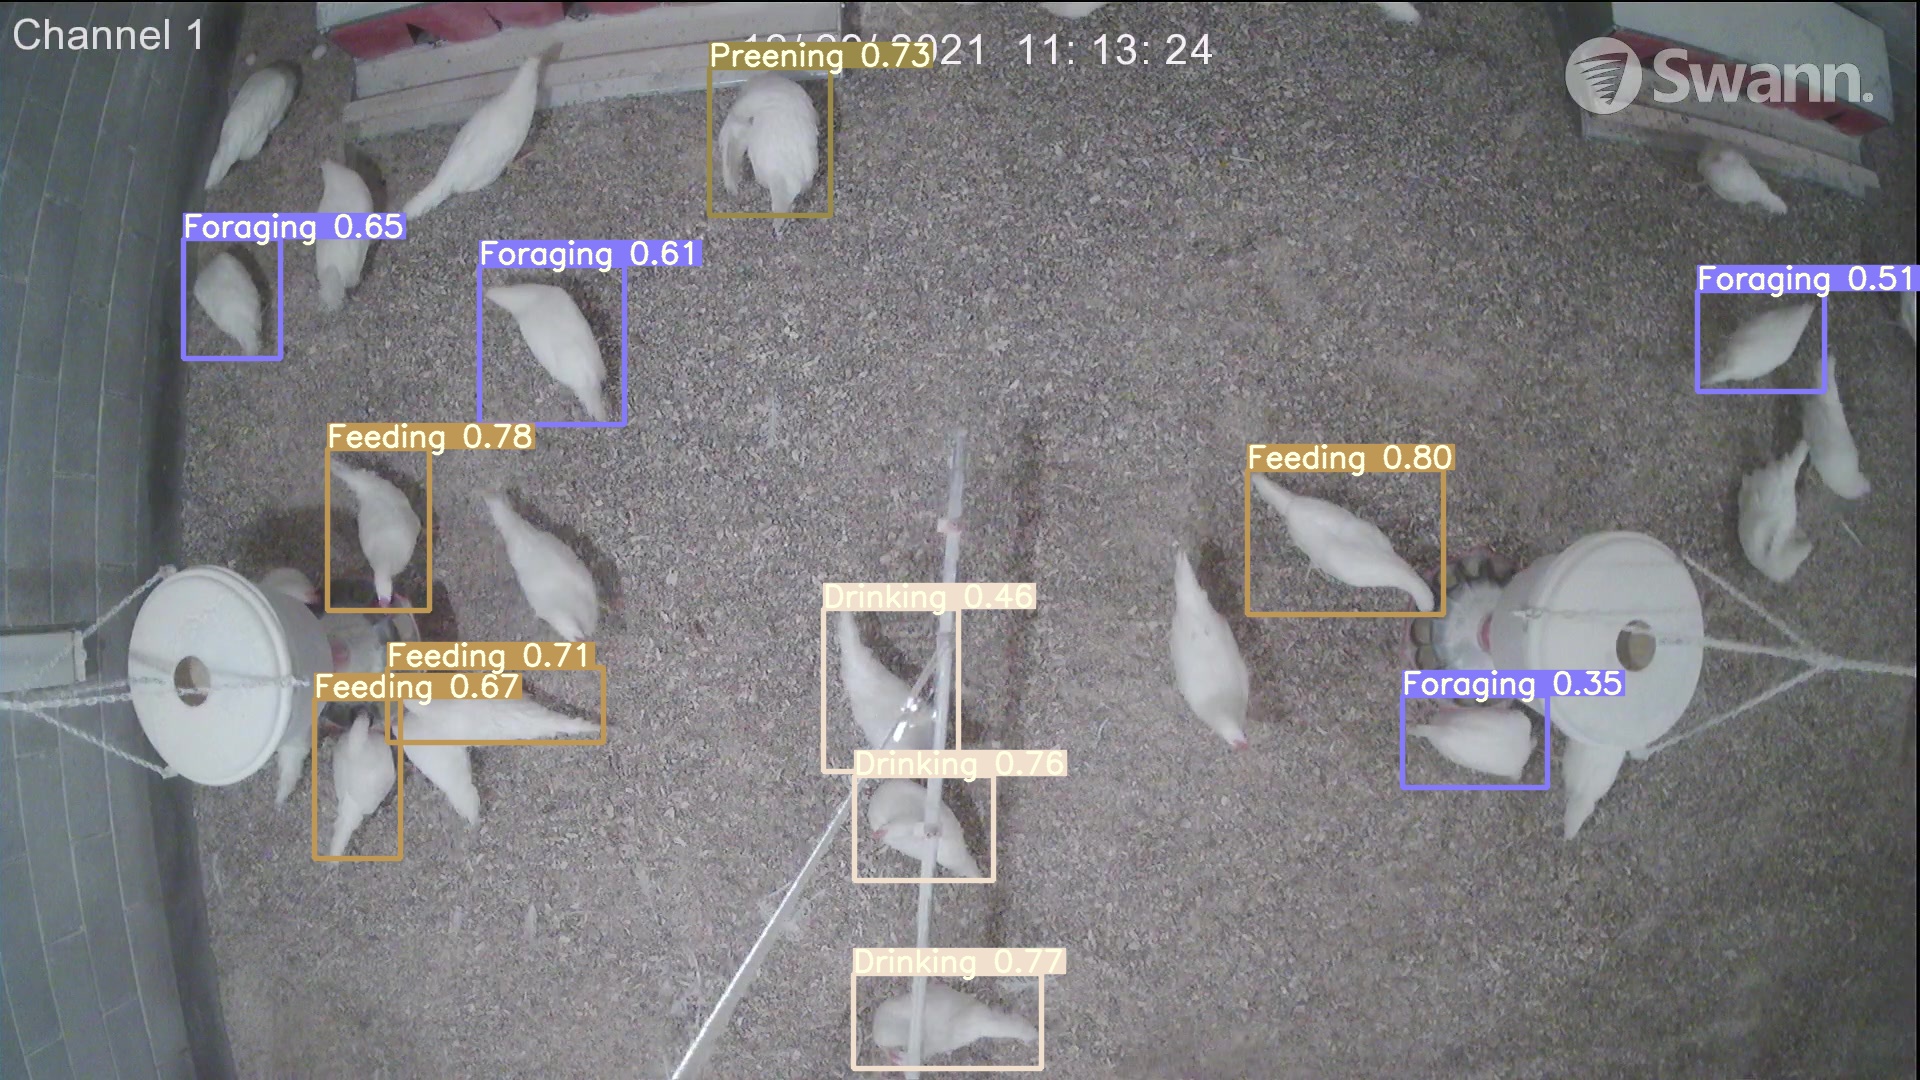 Channel 1
Preening 0.73
021 11: 13: 24
Swann.
Foraging 0.65
Foraging 0.61
Foraging 0.51
Feeding 0.78
Feeding 0.80
Drinking 0.46
Feeding 0.71
Feeding 0.67
Foraging 0.35
Drinking 0.76
Drinking 0.77